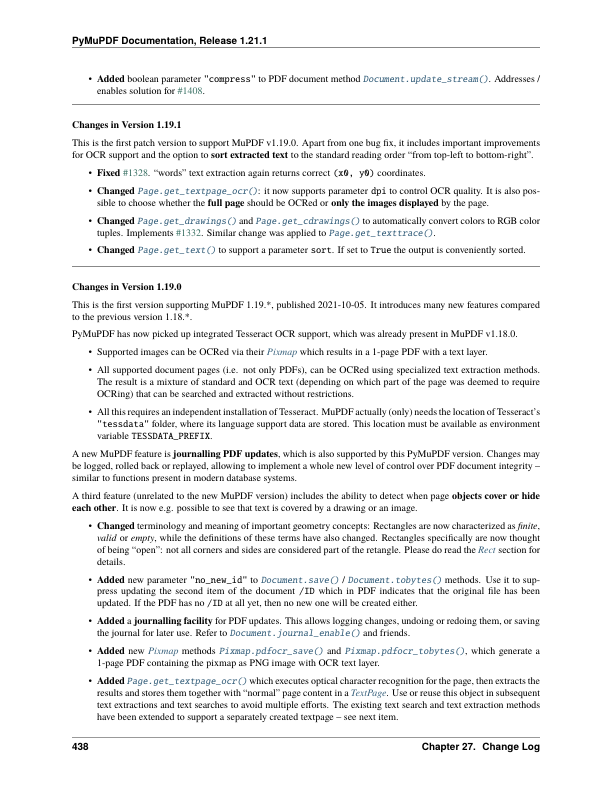 PyMuPDF Documentation, Release 1.21.1
• Added boolean parameter "compress" to PDF document method Document.update_stream(). Addresses /
enables solution for #1408.
Changes in Version 1.19.1
This is the first patch version to support MuPDF v1.19.0. Apart from one bug fix, it includes important improvements
for OCR support and the option to sort extracted text to the standard reading order “from top-left to bottom-right”.
• Fixed #1328. “words” text extraction again returns correct (x0, y0) coordinates.
• Changed Page.get_textpage_ocr(): it now supports parameter dpi to control OCR quality. It is also pos-
sible to choose whether the full page should be OCRed or only the images displayed by the page.
• Changed Page.get_drawings() and Page.get_cdrawings() to automatically convert colors to RGB color
tuples. Implements #1332. Similar change was applied to Page.get_texttrace().
• Changed Page.get_text() to support a parameter sort. If set to True the output is conveniently sorted.
Changes in Version 1.19.0
This is the first version supporting MuPDF 1.19.*, published 2021-10-05. It introduces many new features compared
to the previous version 1.18.*.
PyMuPDF has now picked up integrated Tesseract OCR support, which was already present in MuPDF v1.18.0.
• Supported images can be OCRed via their Pixmap which results in a 1-page PDF with a text layer.
• All supported document pages (i.e. not only PDFs), can be OCRed using specialized text extraction methods.
The result is a mixture of standard and OCR text (depending on which part of the page was deemed to require
OCRing) that can be searched and extracted without restrictions.
• All this requires an independent installation of Tesseract. MuPDF actually (only) needs the location of Tesseract’s
"tessdata" folder, where its language support data are stored. This location must be available as environment
variable TESSDATA_PREFIX.
A new MuPDF feature is journalling PDF updates, which is also supported by this PyMuPDF version. Changes may
be logged, rolled back or replayed, allowing to implement a whole new level of control over PDF document integrity –
similar to functions present in modern database systems.
A third feature (unrelated to the new MuPDF version) includes the ability to detect when page objects cover or hide
each other. It is now e.g. possible to see that text is covered by a drawing or an image.
• Changed terminology and meaning of important geometry concepts: Rectangles are now characterized as finite,
valid or empty, while the definitions of these terms have also changed. Rectangles specifically are now thought
of being “open”: not all corners and sides are considered part of the retangle. Please do read the Rect section for
details.
• Added new parameter "no_new_id" to Document.save() / Document.tobytes() methods. Use it to sup-
press updating the second item of the document /ID which in PDF indicates that the original file has been
updated. If the PDF has no /ID at all yet, then no new one will be created either.
• Added a journalling facility for PDF updates. This allows logging changes, undoing or redoing them, or saving
the journal for later use. Refer to Document.journal_enable() and friends.
• Added new Pixmap methods Pixmap.pdfocr_save() and Pixmap.pdfocr_tobytes(), which generate a
1-page PDF containing the pixmap as PNG image with OCR text layer.
• Added Page.get_textpage_ocr() which executes optical character recognition for the page, then extracts the
results and stores them together with “normal” page content in a TextPage. Use or reuse this object in subsequent
text extractions and text searches to avoid multiple efforts. The existing text search and text extraction methods
have been extended to support a separately created textpage – see next item.
438
Chapter 27. Change Log